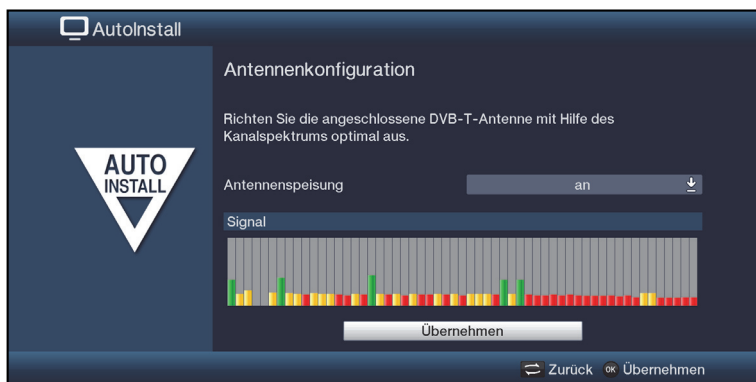 AutoInstall
Antennenkonfiguration
Richten Sie die angeschlossene DVB-T-Antenne mit Hilfe des
Kanalspektrums optimal aus.
AUTO
INSTALL
Antennenspeisung an
Signal
Übernehmen
Zurück OK Übernehmen